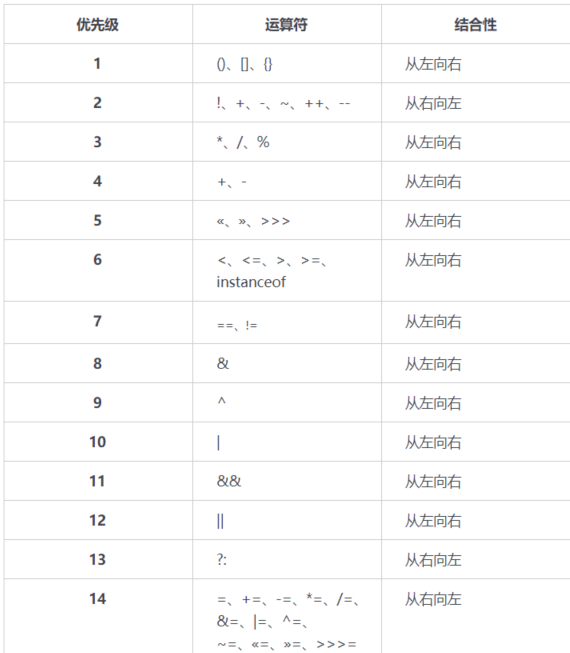 优先级 运算符 结合性
1 ()、[]、{} 从左向右
2 !、+、-、~、++、-- 从右向左
3 *、/、% 从左向右
4 +、- 从左向右
5 «、»、>>> 从左向右
6 <、<=、>、>=、 从左向右
instanceof
7 ==、!= 从左向右
8 & 从左向右
9 ^ 从左向右
10 | 从左向右
11 && 从左向右
12 || 从左向右
13 ?: 从右向左
14 =、+=、-=、*=、/=、 从右向左
&=、|=、^=、
~=、«=、»=、>>>=